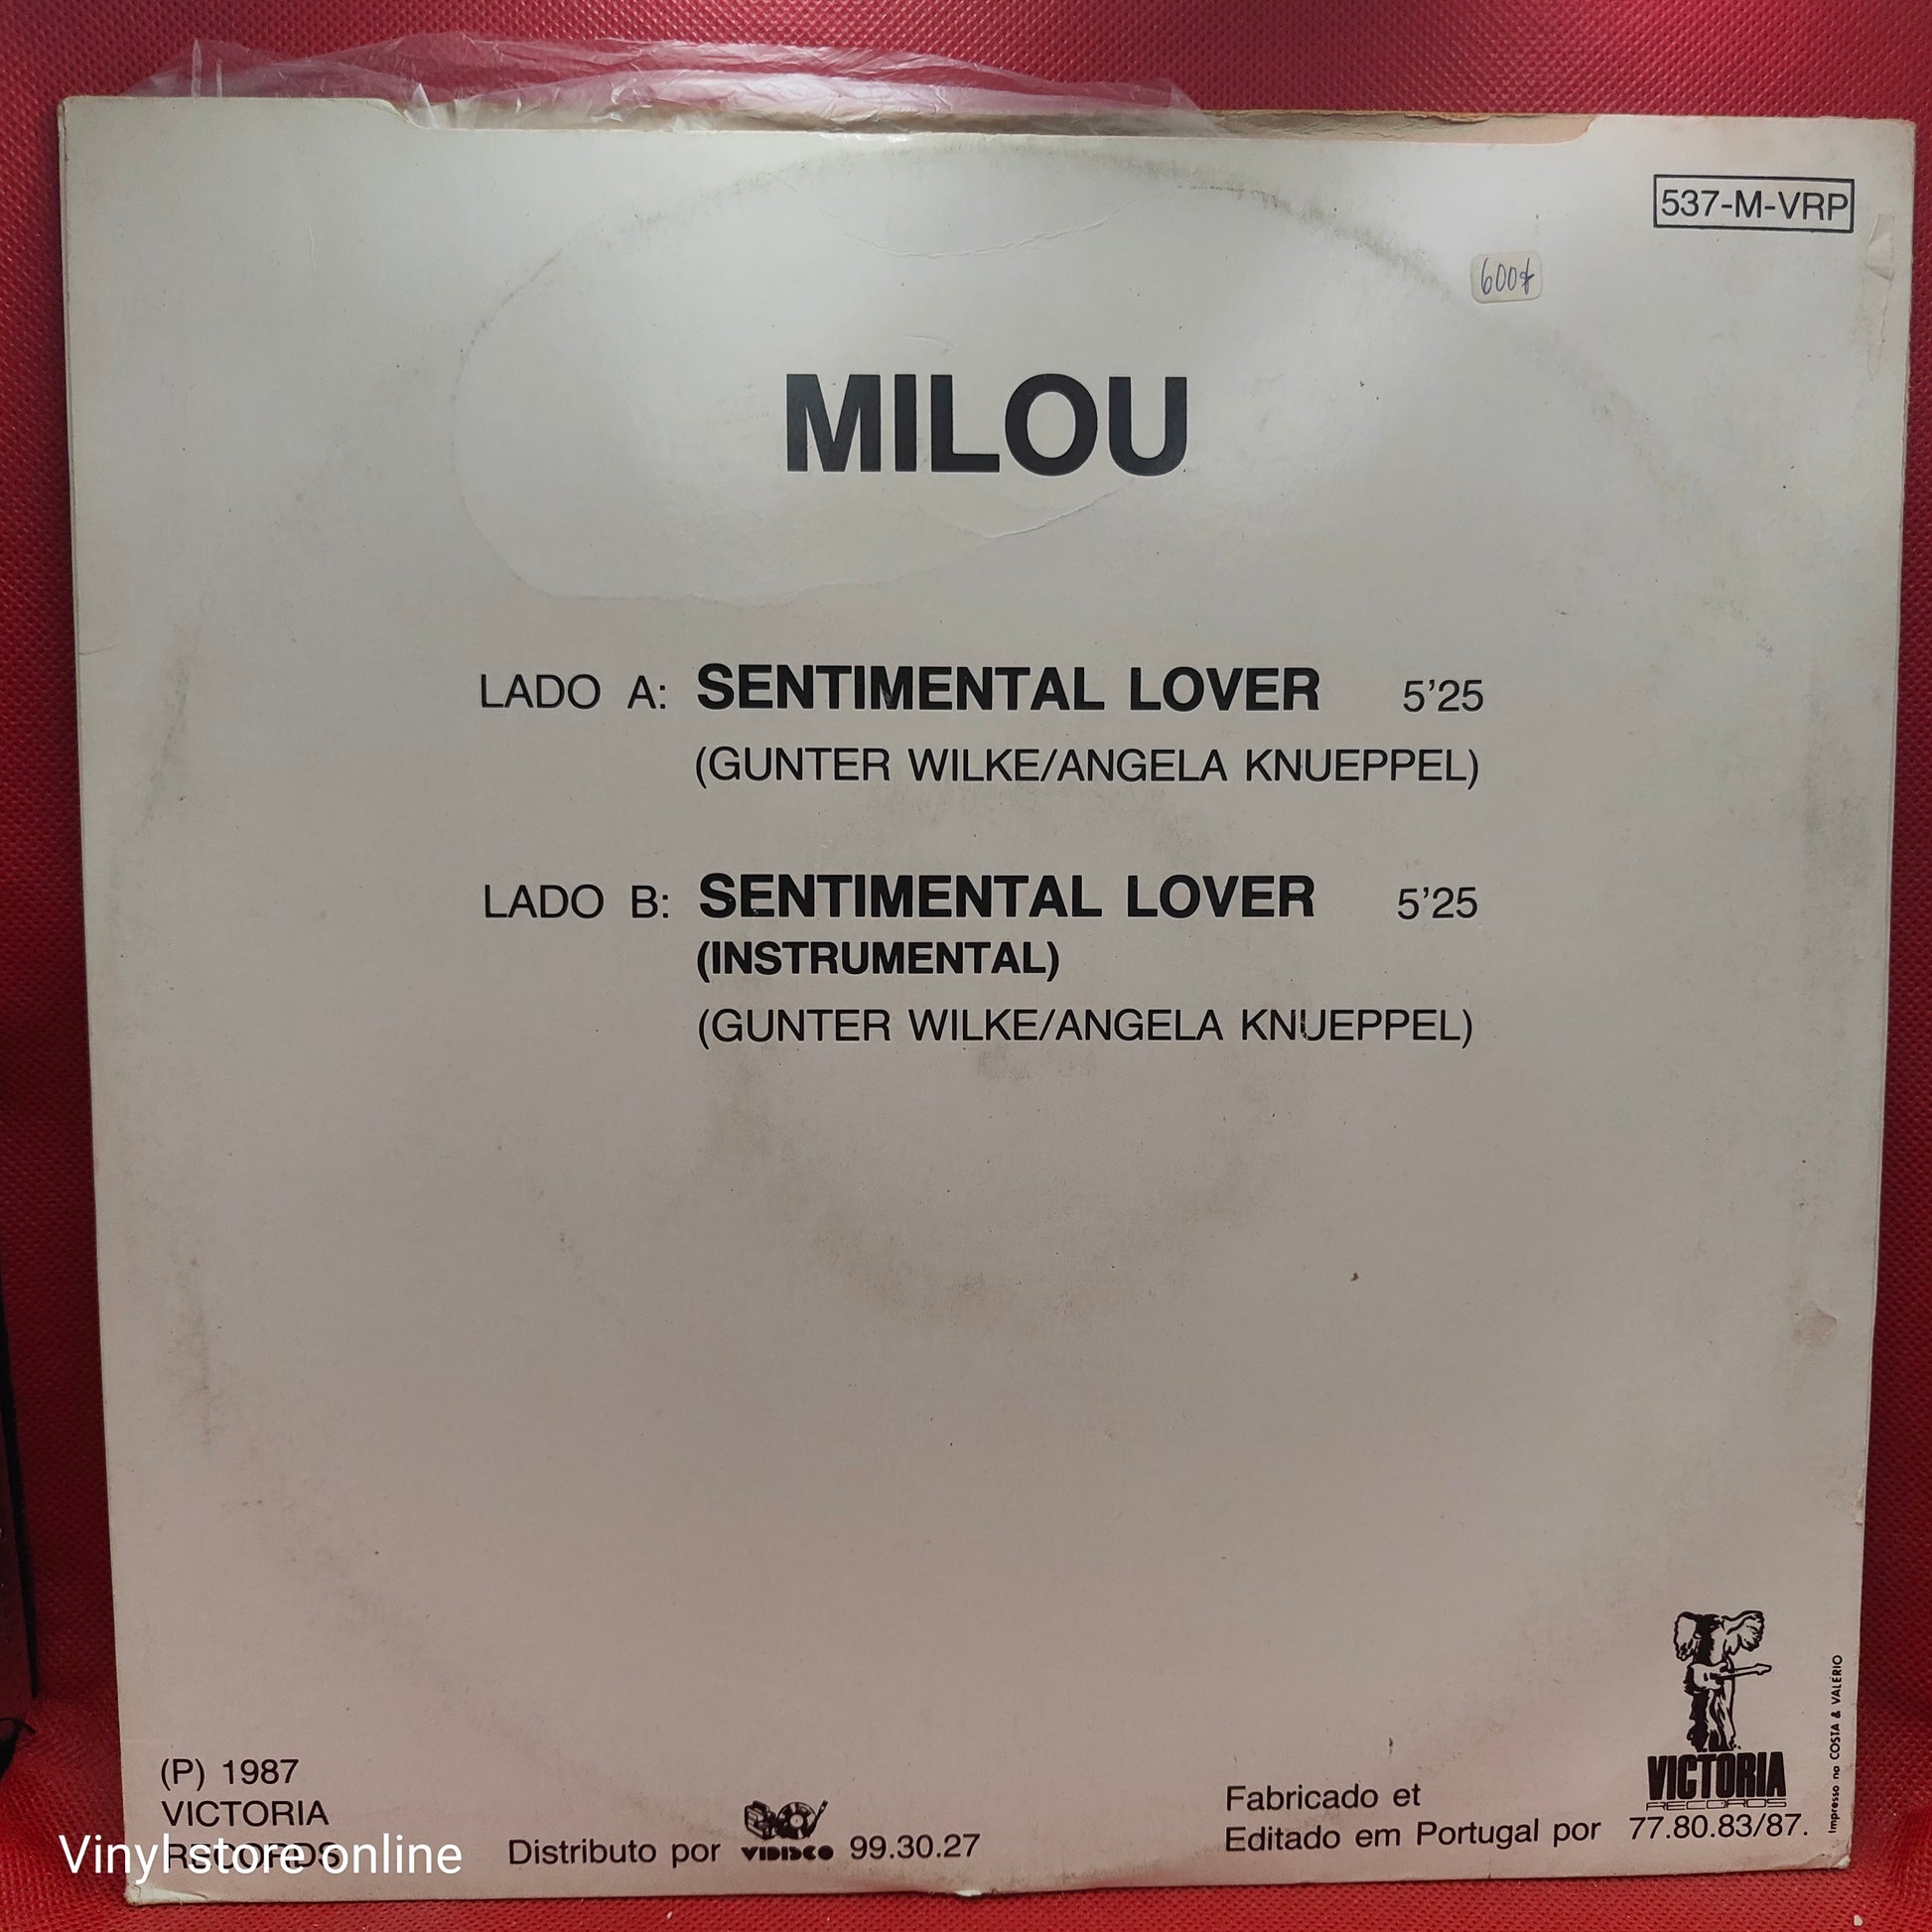 537-M-VRP
600$
MILOU
LADO A: SENTIMENTAL LOVER 5'25
(GUNTER WILKE/ANGELA KNUEPPEL)
LADO B: SENTIMENTAL LOVER 5'25
(INSTRUMENTAL)
(GUNTER WILKE/ANGELA KNUEPPEL)
(P) 1987
VICTORIA
RECORDS
Vinyl store online
Distributo por VIDISCO 99.30.27
Fabricado et
Editado em Portugal por 77.80.83/87.
VICTORIA
RECORDS
Impresso no COSTA & VALÉRIO